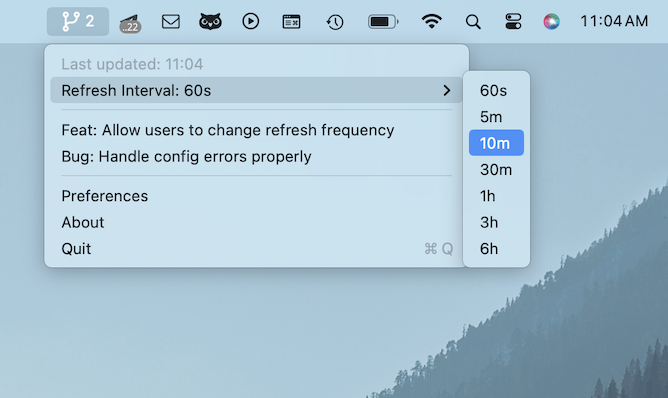 2
..22
11:04 AM
Last updated: 11:04
Refresh Interval: 60s
Feat: Allow users to change refresh frequency
Bug: Handle config errors properly
Preferences
About
Quit ⌘ Q
60s
5m
10m
30m
1h
3h
6h